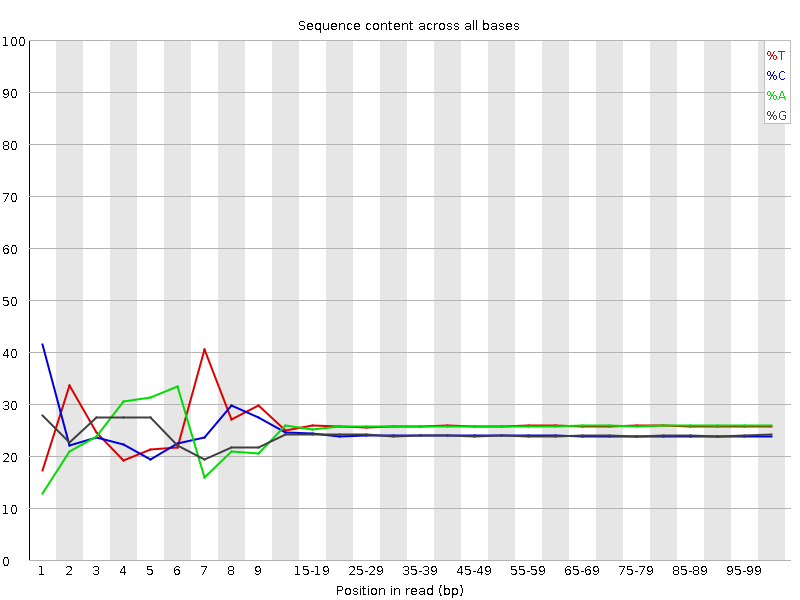 Sequence content across all bases
100
90
80
70
60
50
40
30
20
10
0
%T
%C
%A
%G
1 2 3 4 5 6 7 8 9 15-19 25-29 35-39 45-49 55-59 65-69 75-79 85-89 95-99
Position in read (bp)